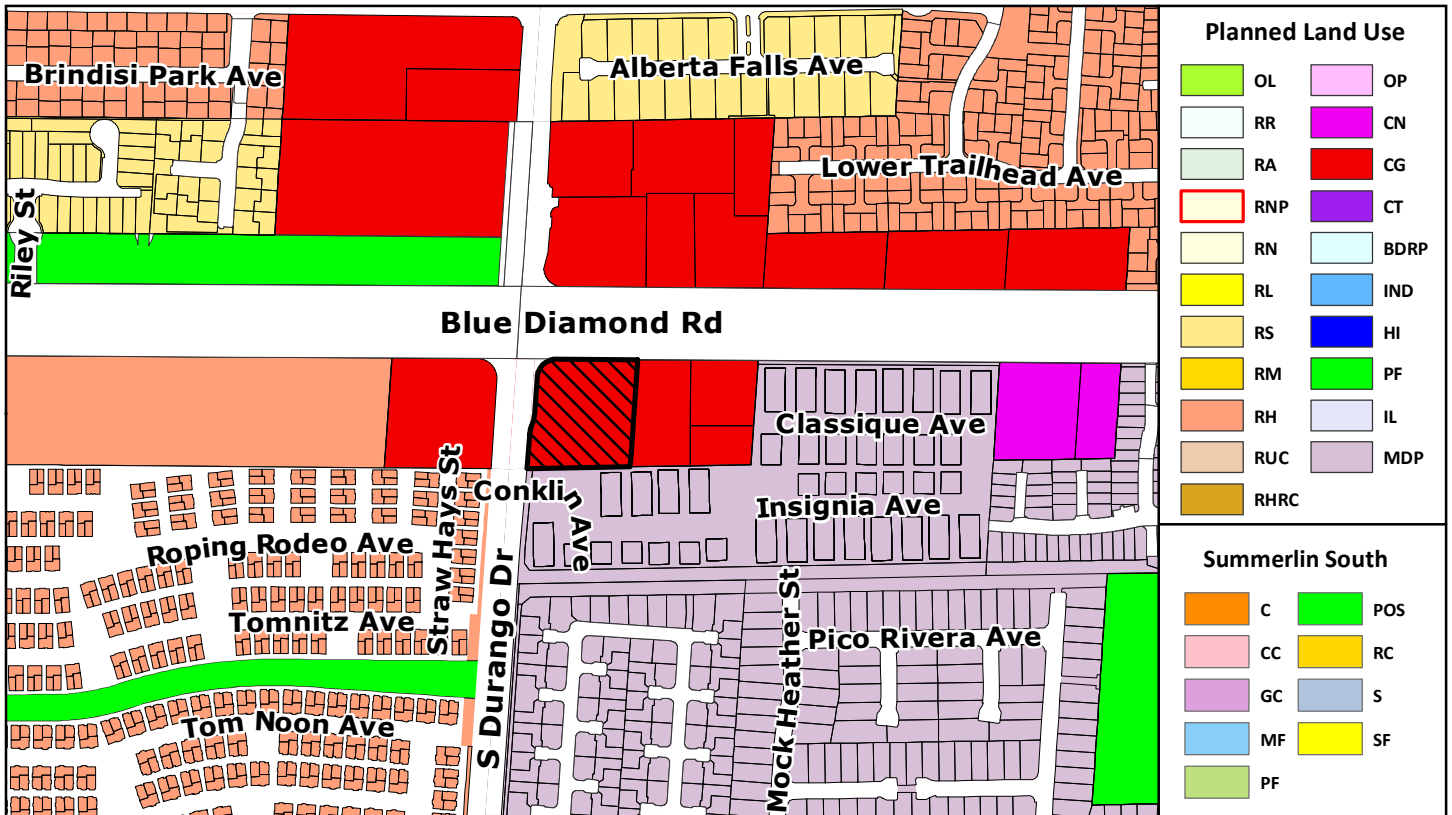 Brindisi Park Ave
Alberta Falls Ave
Lower Trailhead Ave
Riley St
Blue Diamond Rd
Classique Ave
Straw Hays St
Conklin Ave
Insignia Ave
Roping Rodeo Ave
S Durango Dr
Mock Heather St
Tomnitz Ave
Pico Rivera Ave
Tom Noon Ave
Planned Land Use
OL
OP
RR
CN
RA
CG
RNP
CT
RN
BDRP
RL
IND
RS
HI
RM
PF
RH
IL
RUC
MDP
RHRC
Summerlin South
C
POS
CC
RC
GC
S
MF
SF
PF